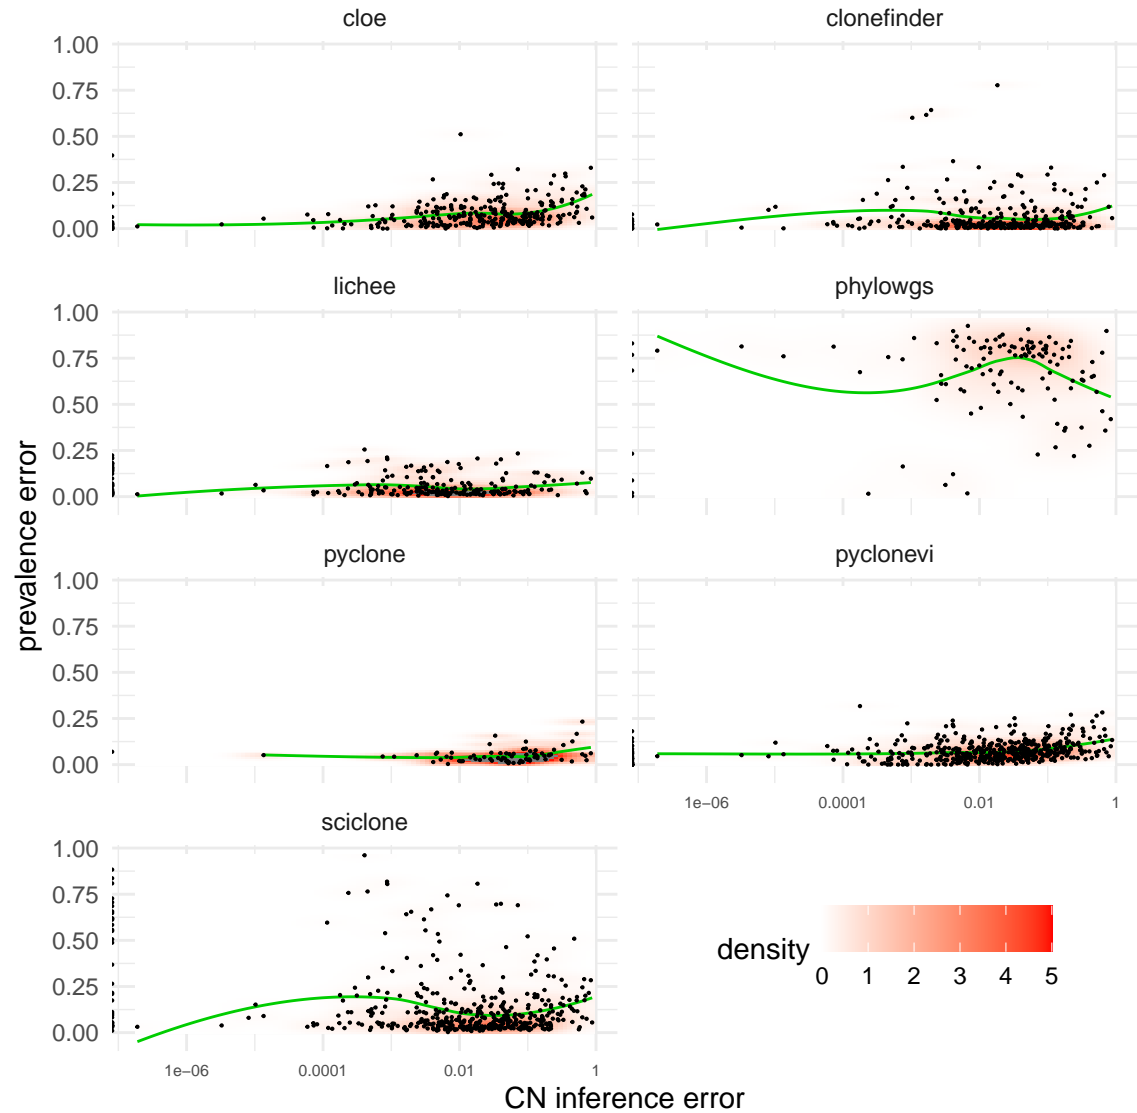 cloe
clonefinder
1.00
0.75
0.50
0.25
0.00
lichee
phylowgs
1.00
0.75
0.50
0.25
0.00
prevalence error
pyclone
pyclonevi
1.00
0.75
0.50
0.25
0.00
1e-06 0.0001 0.01 1
sciclone
1.00
0.75
0.50
0.25
0.00
density
0 1 2 3 4 5
1e-06 0.0001 0.01 1
CN inference error